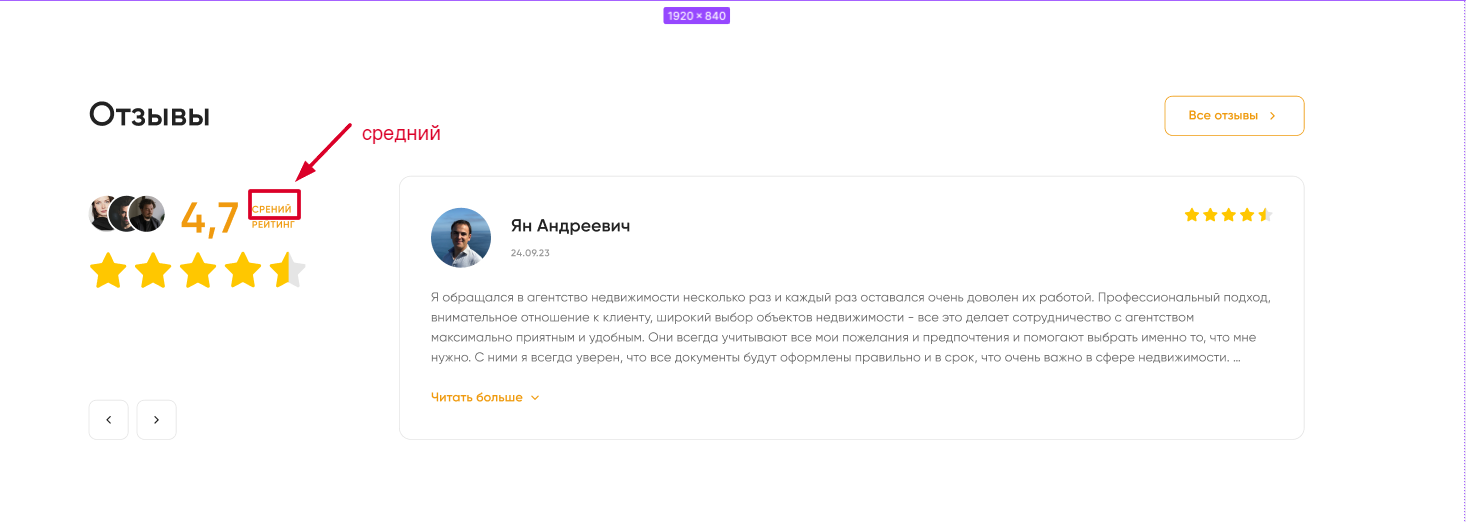 1920 × 840
Отзывы
Все отзывы
средний
4,7
СРЕНИЙ
РЕЙТИНГ
Ян Андреевич
24.09.23
Я обращался в агентство недвижимости несколько раз и каждый раз оставался очень доволен их работой. Профессиональный подход,
внимательное отношение к клиенту, широкий выбор объектов недвижимости - все это делает сотрудничество с агентством
максимально приятным и удобным. Они всегда учитывают все мои пожелания и предпочтения и помогают выбрать именно то, что мне
нужно. С ними я всегда уверен, что все документы будут оформлены правильно и в срок, что очень важно в сфере недвижимости. ...
Читать больше